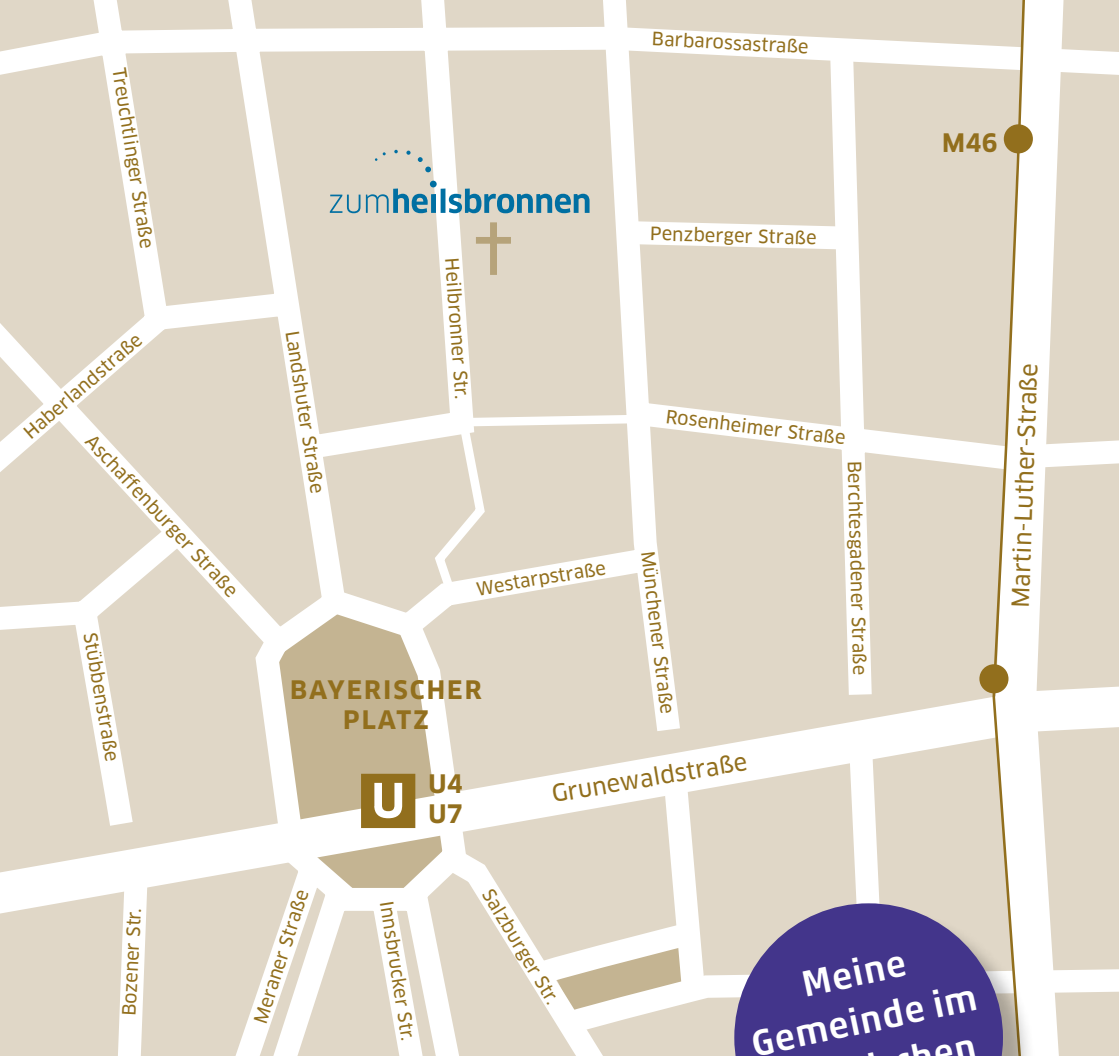 Barbarossastraße
Treuchtlinger Straße
M46
zumheilsbronnen
Penzberger Straße
Heilbronner Str.
Haberlandstraße
Landshuter Straße
Martin-Luther-Straße
Rosenheimer Straße
Aschaffenburger Straße
Berchtesgadener Straße
Westarpstraße
Münchener Straße
Stübbenstraße
BAYERISCHER
PLATZ
Grunewaldstraße
U
U4
U7
Salzburger Str.
Meraner Straße
Innsbrucker Str.
Bozener Str.
Meine
Gemeinde im